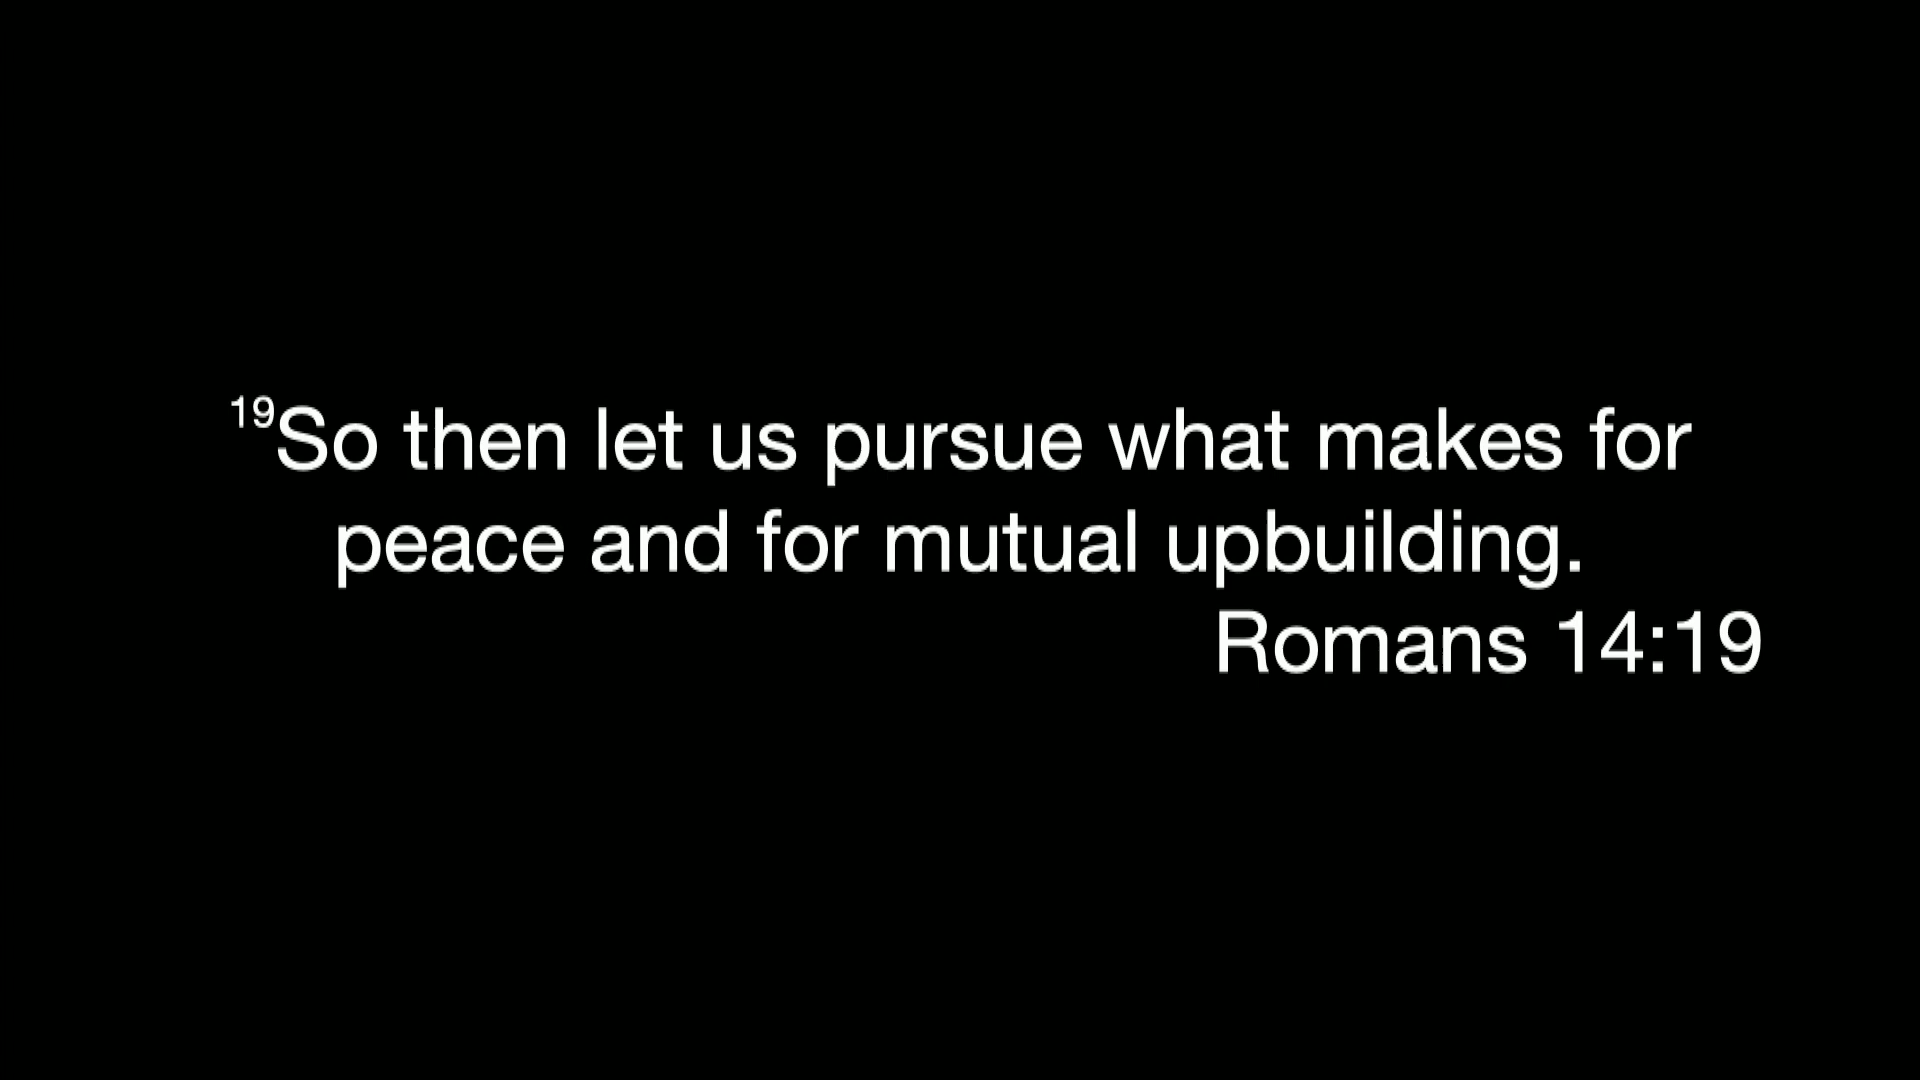 ¹⁹So then let us pursue what makes for
peace and for mutual upbuilding.
Romans 14:19